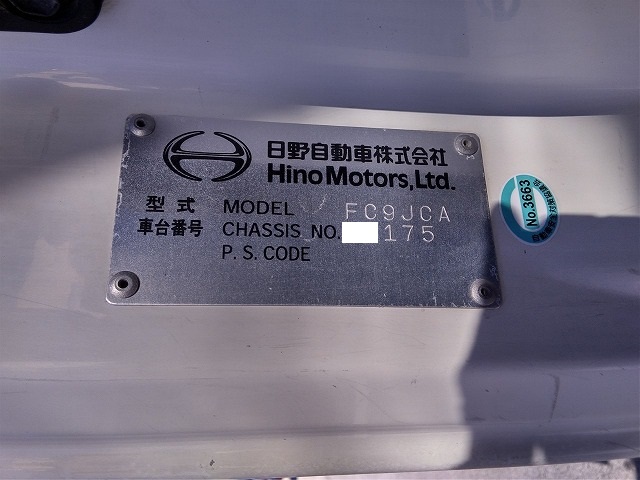 日野自動車株式会社
Hino Motors, Ltd.
型式 MODEL FC9JCA
車台番号 CHASSIS NO. 175
P. S. CODE
No.3663